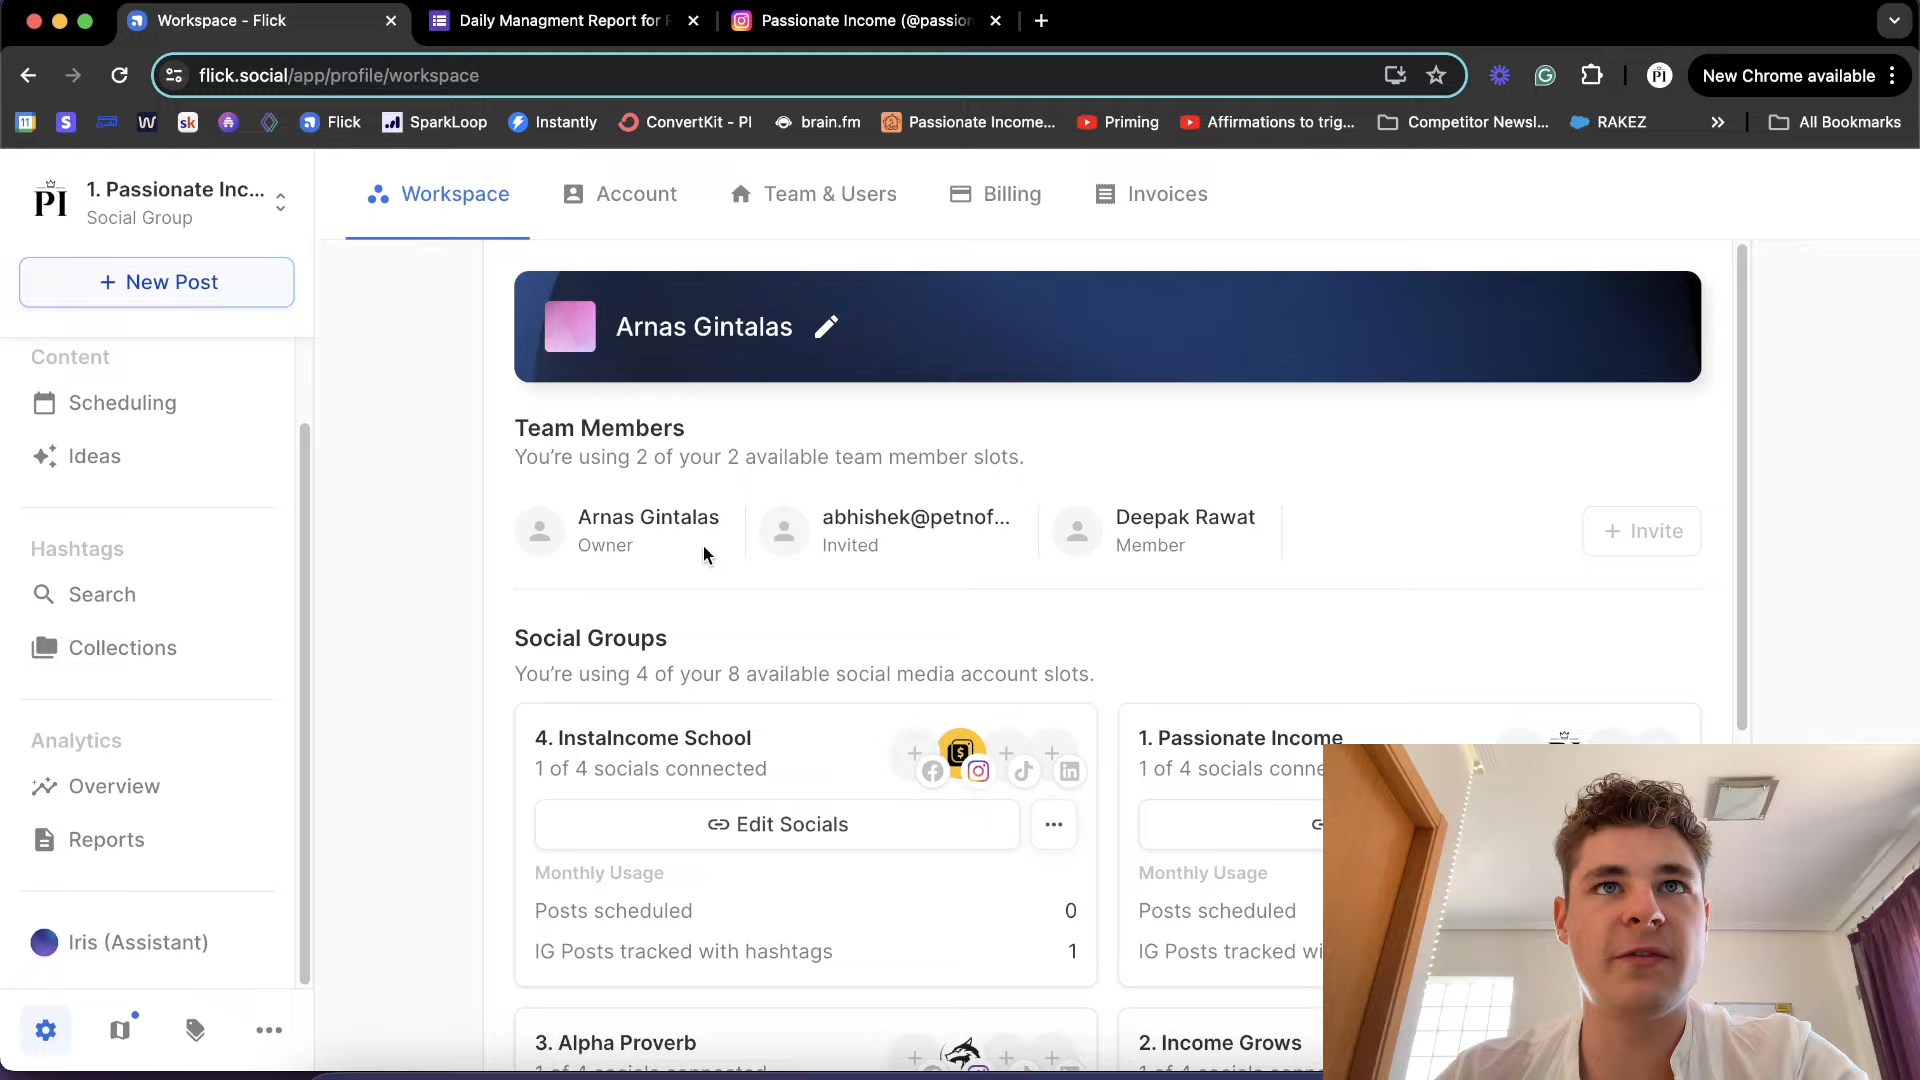 Workspace - Flick
Daily Managment Report for P
Passionate Income (@passion
flick.social/app/profile/workspace
New Chrome available
Flick
SparkLoop
Instantly
ConvertKit - PI
brain.fm
Passionate Income...
Priming
Affirmations to trig...
Competitor Newsl...
RAKEZ
All Bookmarks
PI
1. Passionate Inc...
Social Group
Workspace
Account
Team & Users
Billing
Invoices
+ New Post
Content
Scheduling
Ideas
Hashtags
Search
Collections
Analytics
Overview
Reports
Iris (Assistant)
Arnas Gintalas
Team Members
You're using 2 of your 2 available team member slots.
Arnas Gintalas
Owner
abhishek@petnof...
Invited
Deepak Rawat
Member
+ Invite
Social Groups
You're using 4 of your 8 available social media account slots.
4. InstaIncome School
1 of 4 socials connected
Edit Socials
Monthly Usage
Posts scheduled 0
IG Posts tracked with hashtags 1
1. Passionate Income
1 of 4 socials conne
Monthly Usage
Posts scheduled
IG Posts tracked wi
3. Alpha Proverb
2. Income Grows